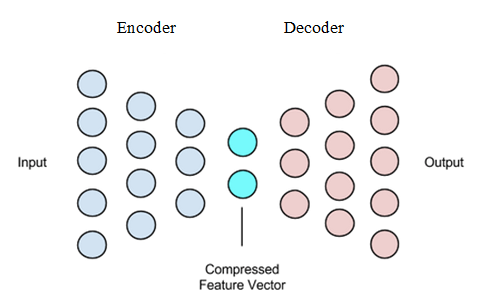 Encoder
Decoder
Input
Output
Compressed
Feature Vector